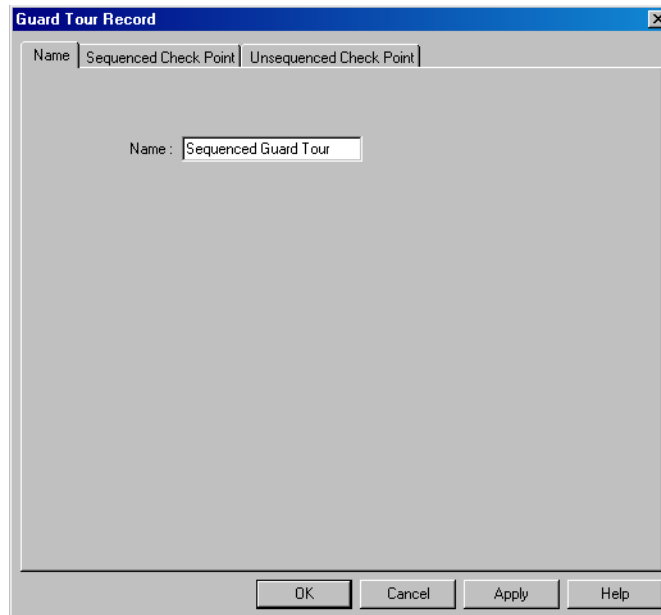 Guard Tour Record
Name Sequenced Check Point Unsequenced Check Point
Name : Sequenced Guard Tour
OK Cancel Apply Help